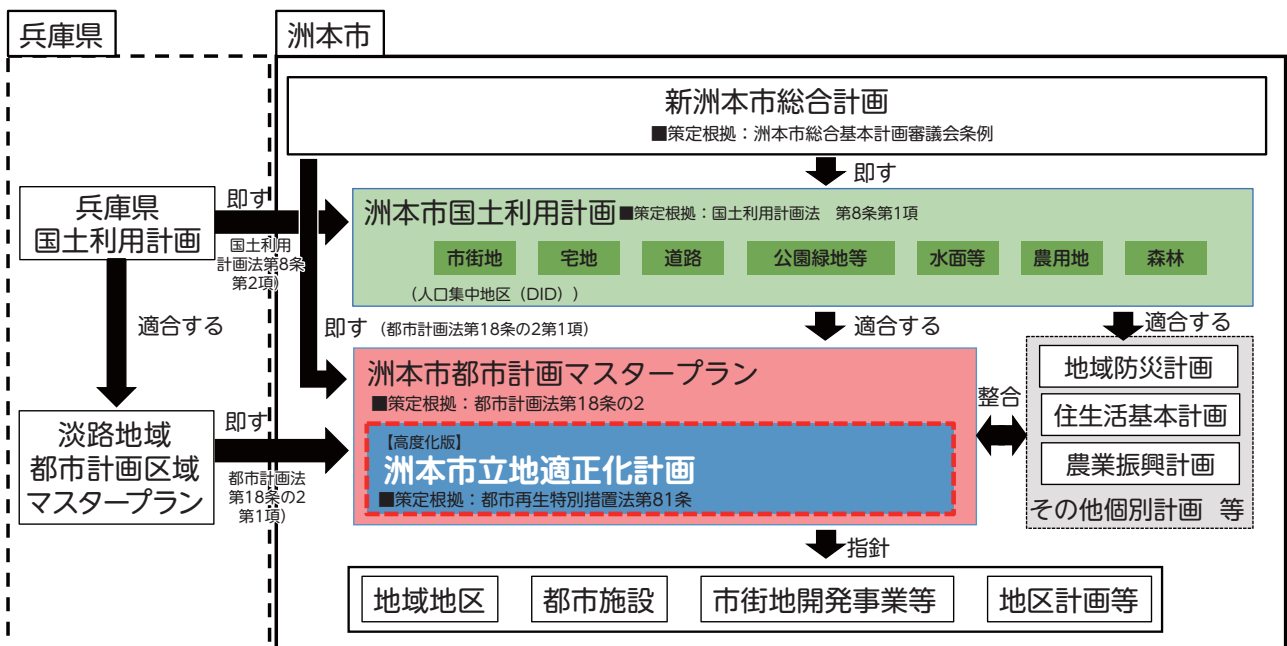 兵庫県
洲本市
新洲本市総合計画
■策定根拠：洲本市総合基本計画審議会条例
即す
兵庫県
国土利用計画
即す
国土利用
計画法第8条
第2項)
洲本市国土利用計画■策定根拠：国土利用計画法　第8条第1項
市街地
宅地
道路
公園緑地等
水面等
農用地
森林
（人口集中地区（DID））
適合する
即す（都市計画法第18条の2第1項）
適合する
適合する
洲本市都市計画マスタープラン
■策定根拠：都市計画法第18条の2
【高度化版】
洲本市立地適正化計画
■策定根拠：都市再生特別措置法第81条
整合
地域防災計画
住生活基本計画
農業振興計画
その他個別計画　等
淡路地域
都市計画区域
マスタープラン
即す
都市計画法
第18条の2
第1項)
指針
地域地区
都市施設
市街地開発事業等
地区計画等